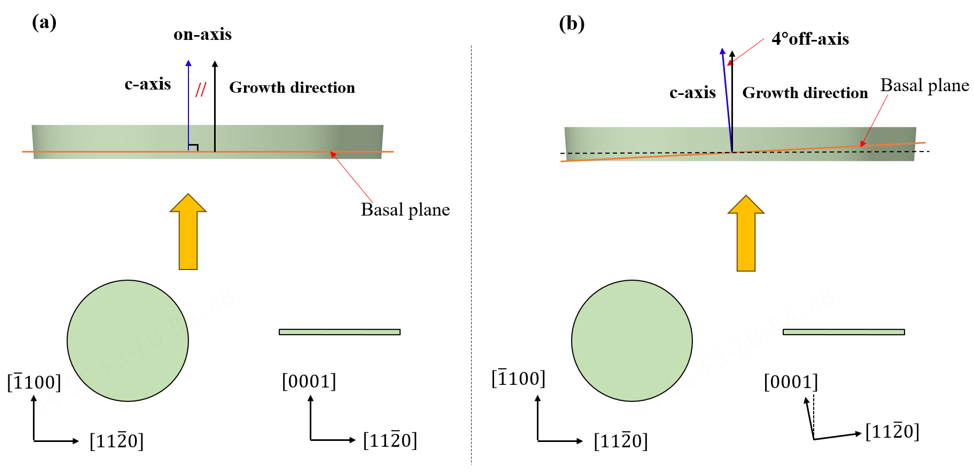 (a)
on-axis
c-axis
//
Growth direction
Basal plane
[1̅100]
[112̅0]
[0001]
[112̅0]
(b)
4°off-axis
c-axis
Growth direction
Basal plane
[1̅100]
[112̅0]
[0001]
[112̅0]